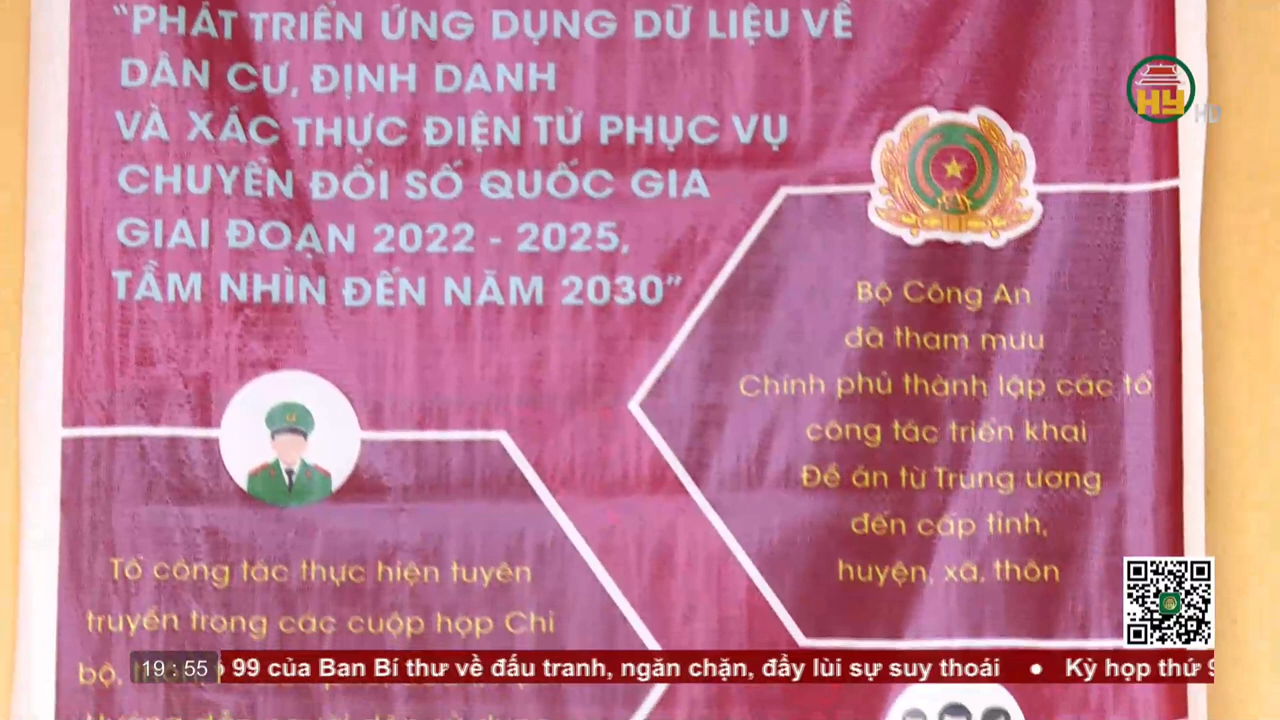 “PHÁT TRIỂN ỨNG DỤNG DỮ LIỆU VỀ
DÂN CƯ, ĐỊNH DANH
VÀ XÁC THỰC ĐIỆN TỬ PHỤC VỤ
CHUYỂN ĐỔI SỐ QUỐC GIA
GIAI ĐOẠN 2022 - 2025,
TẦM NHÌN ĐẾN NĂM 2030”
HY HD
Bộ Công An
đã tham mưu
Chính phủ thành lập các tổ
công tác triển khai
Đề án từ Trung ương
đến cấp tỉnh,
huyện, xã, thôn
Tổ công tác thực hiện tuyên
truyền trong các cuộp họp Chi
bộ,
19 : 55 99 của Ban Bí thư về đấu tranh, ngăn chặn, đẩy lùi sự suy thoái ● Kỳ họp thứ